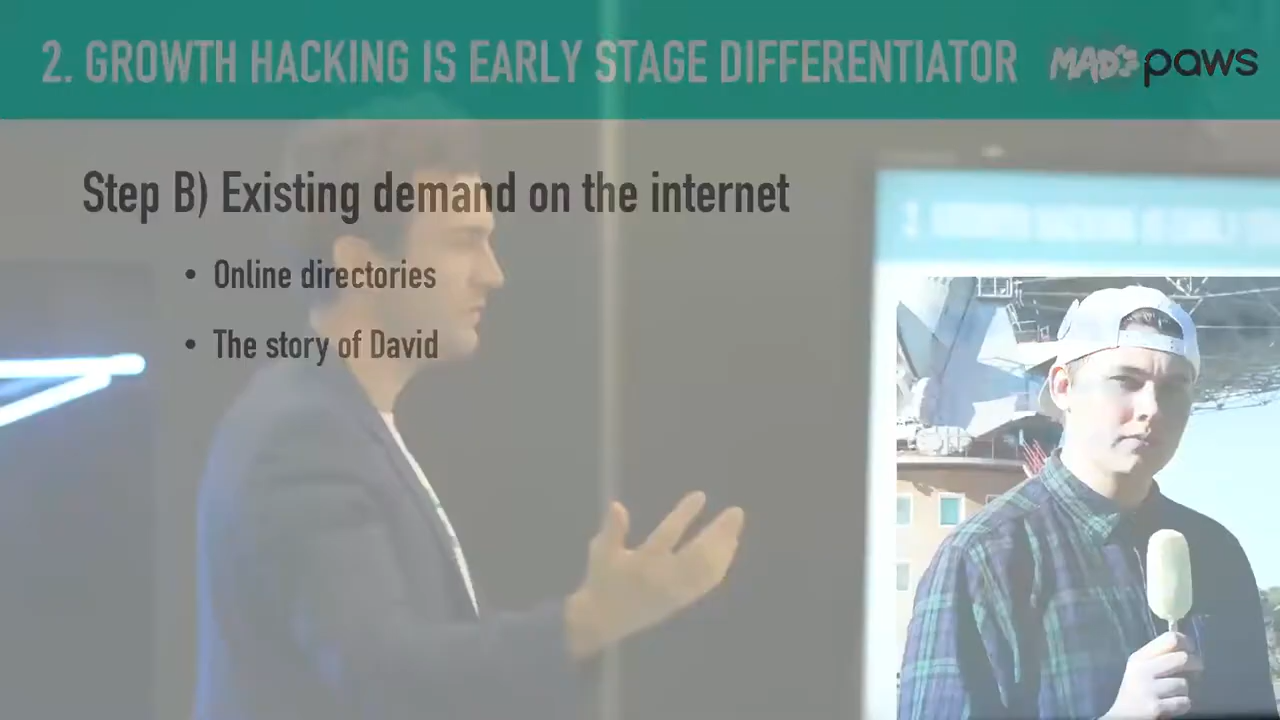 2. GROWTH HACKING IS EARLY STAGE DIFFERENTIATOR
MAD paws
Step B) Existing demand on the internet
• Online directories
• The story of David